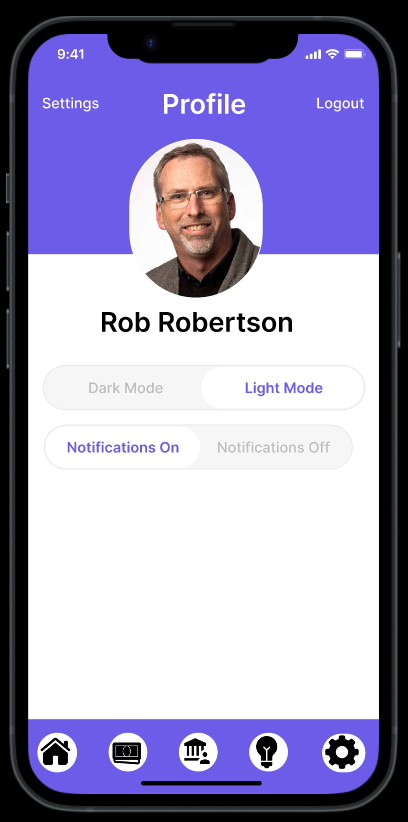 9:41
Settings Profile Logout
Rob Robertson
Dark Mode Light Mode
Notifications On Notifications Off